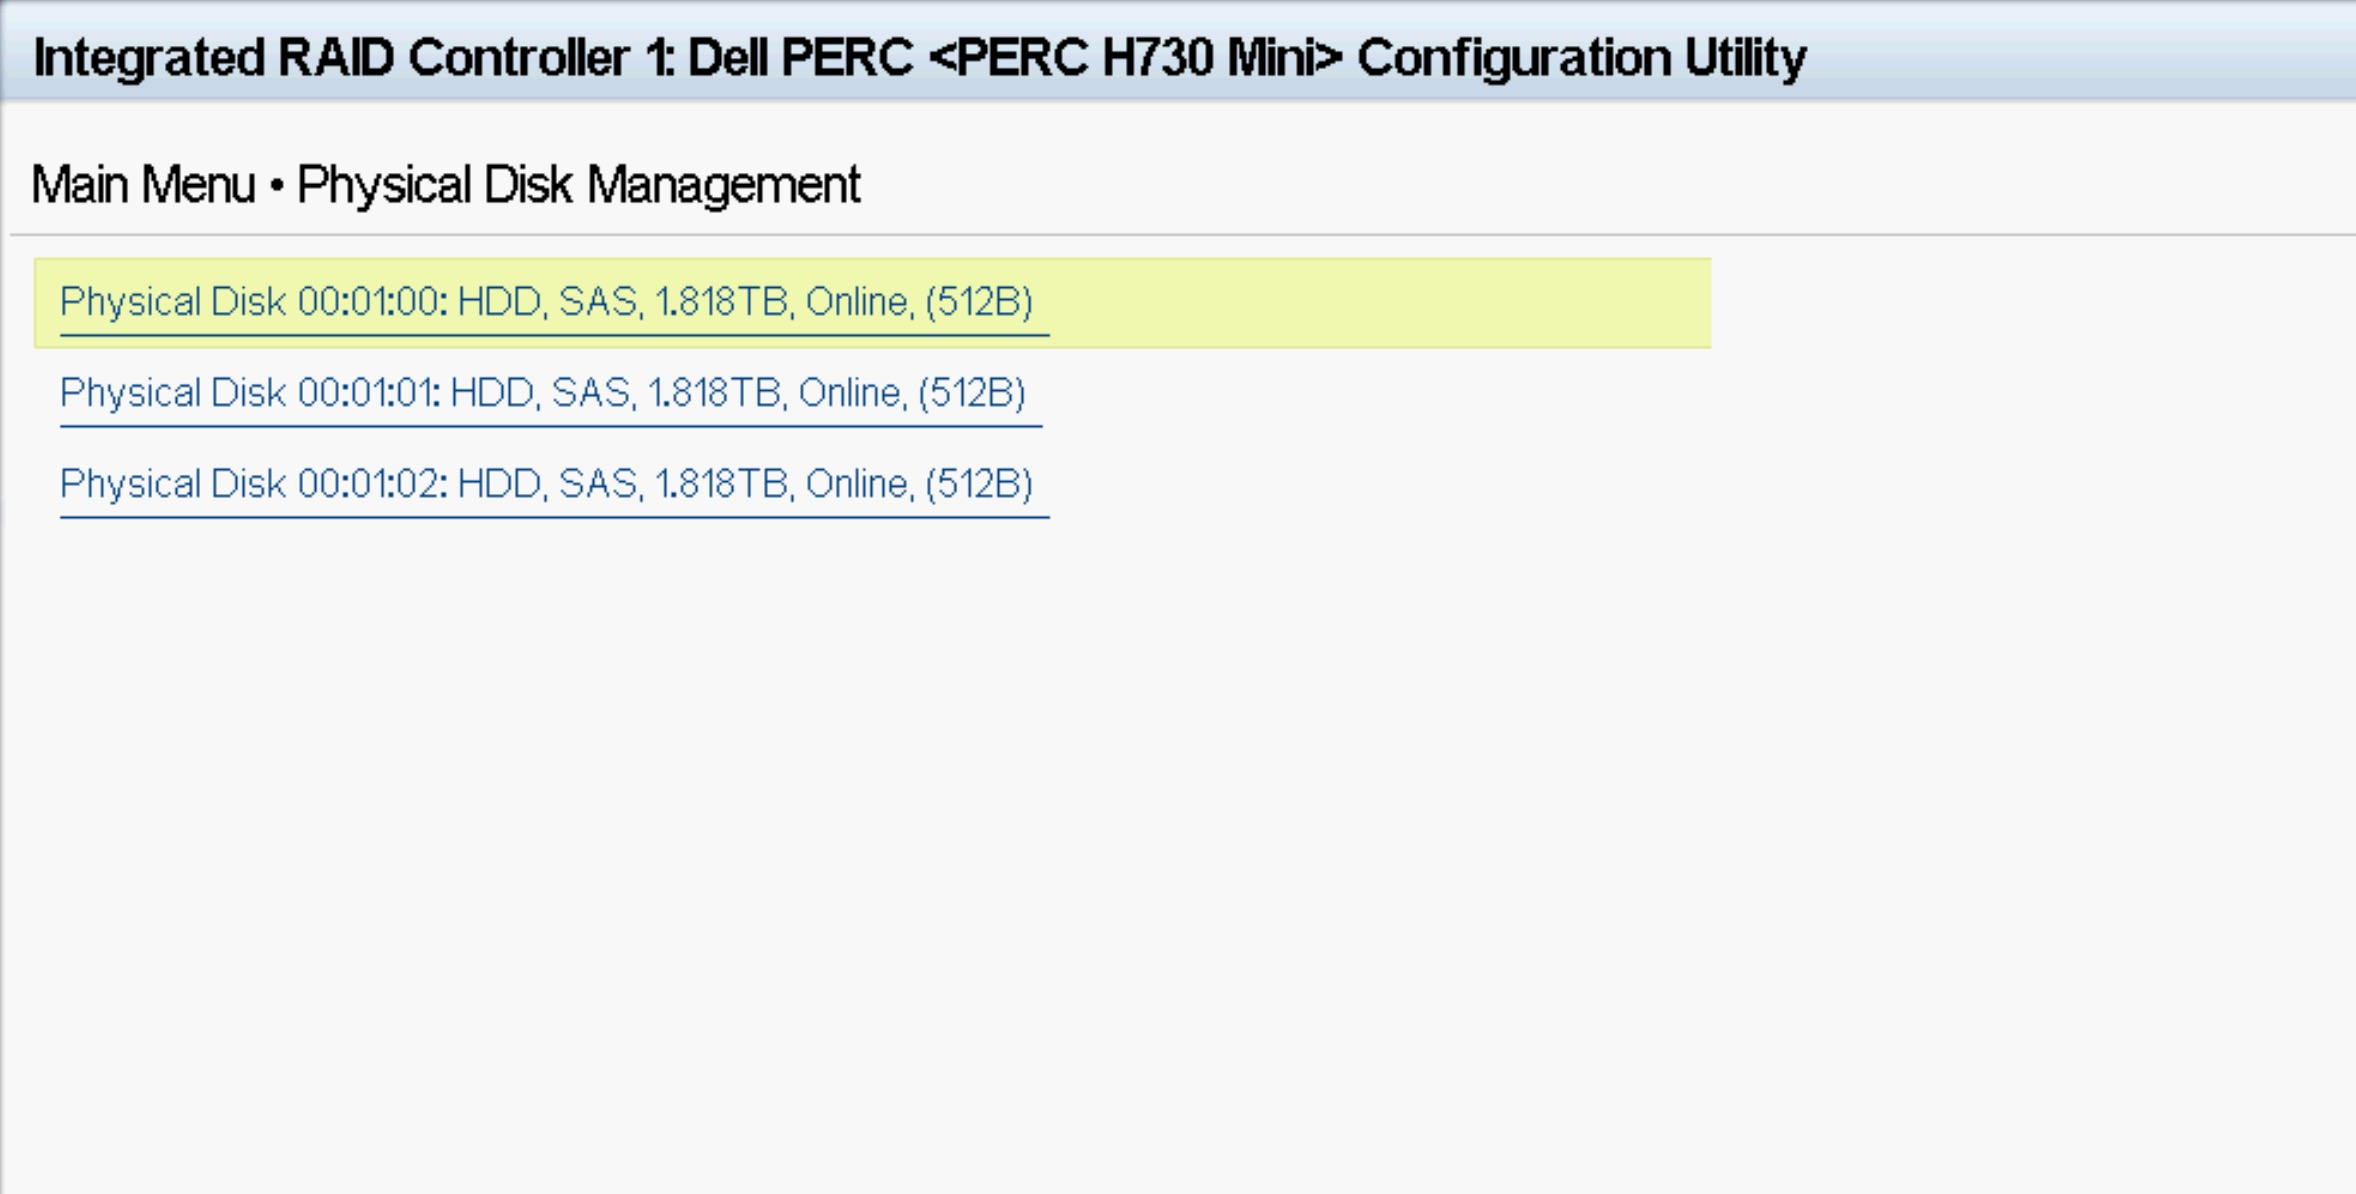 Integrated RAID Controller 1: Dell PERC <PERC H730 Mini> Configuration Utility
Main Menu • Physical Disk Management
Physical Disk 00:01:00: HDD, SAS, 1.818TB, Online, (512B)
Physical Disk 00:01:01: HDD, SAS, 1.818TB, Online, (512B)
Physical Disk 00:01:02: HDD, SAS, 1.818TB, Online, (512B)